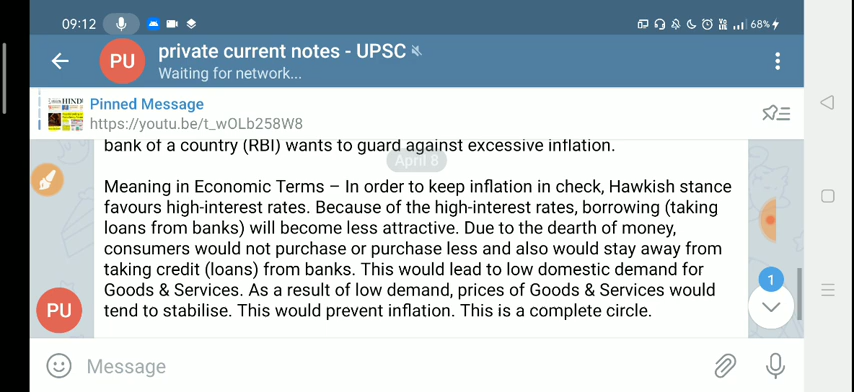 09:12
68%
PU
private current notes - UPSC
Waiting for network...
Pinned Message
https://youtu.be/t_wOLb258W8
bank of a country (RBI) wants to guard against excessive inflation.
April 8
Meaning in Economic Terms – In order to keep inflation in check, Hawkish stance
favours high-interest rates. Because of the high-interest rates, borrowing (taking
loans from banks) will become less attractive. Due to the dearth of money,
consumers would not purchase or purchase less and also would stay away from
taking credit (loans) from banks. This would lead to low domestic demand for
Goods & Services. As a result of low demand, prices of Goods & Services would
tend to stabilise. This would prevent inflation. This is a complete circle.
1
PU
Message